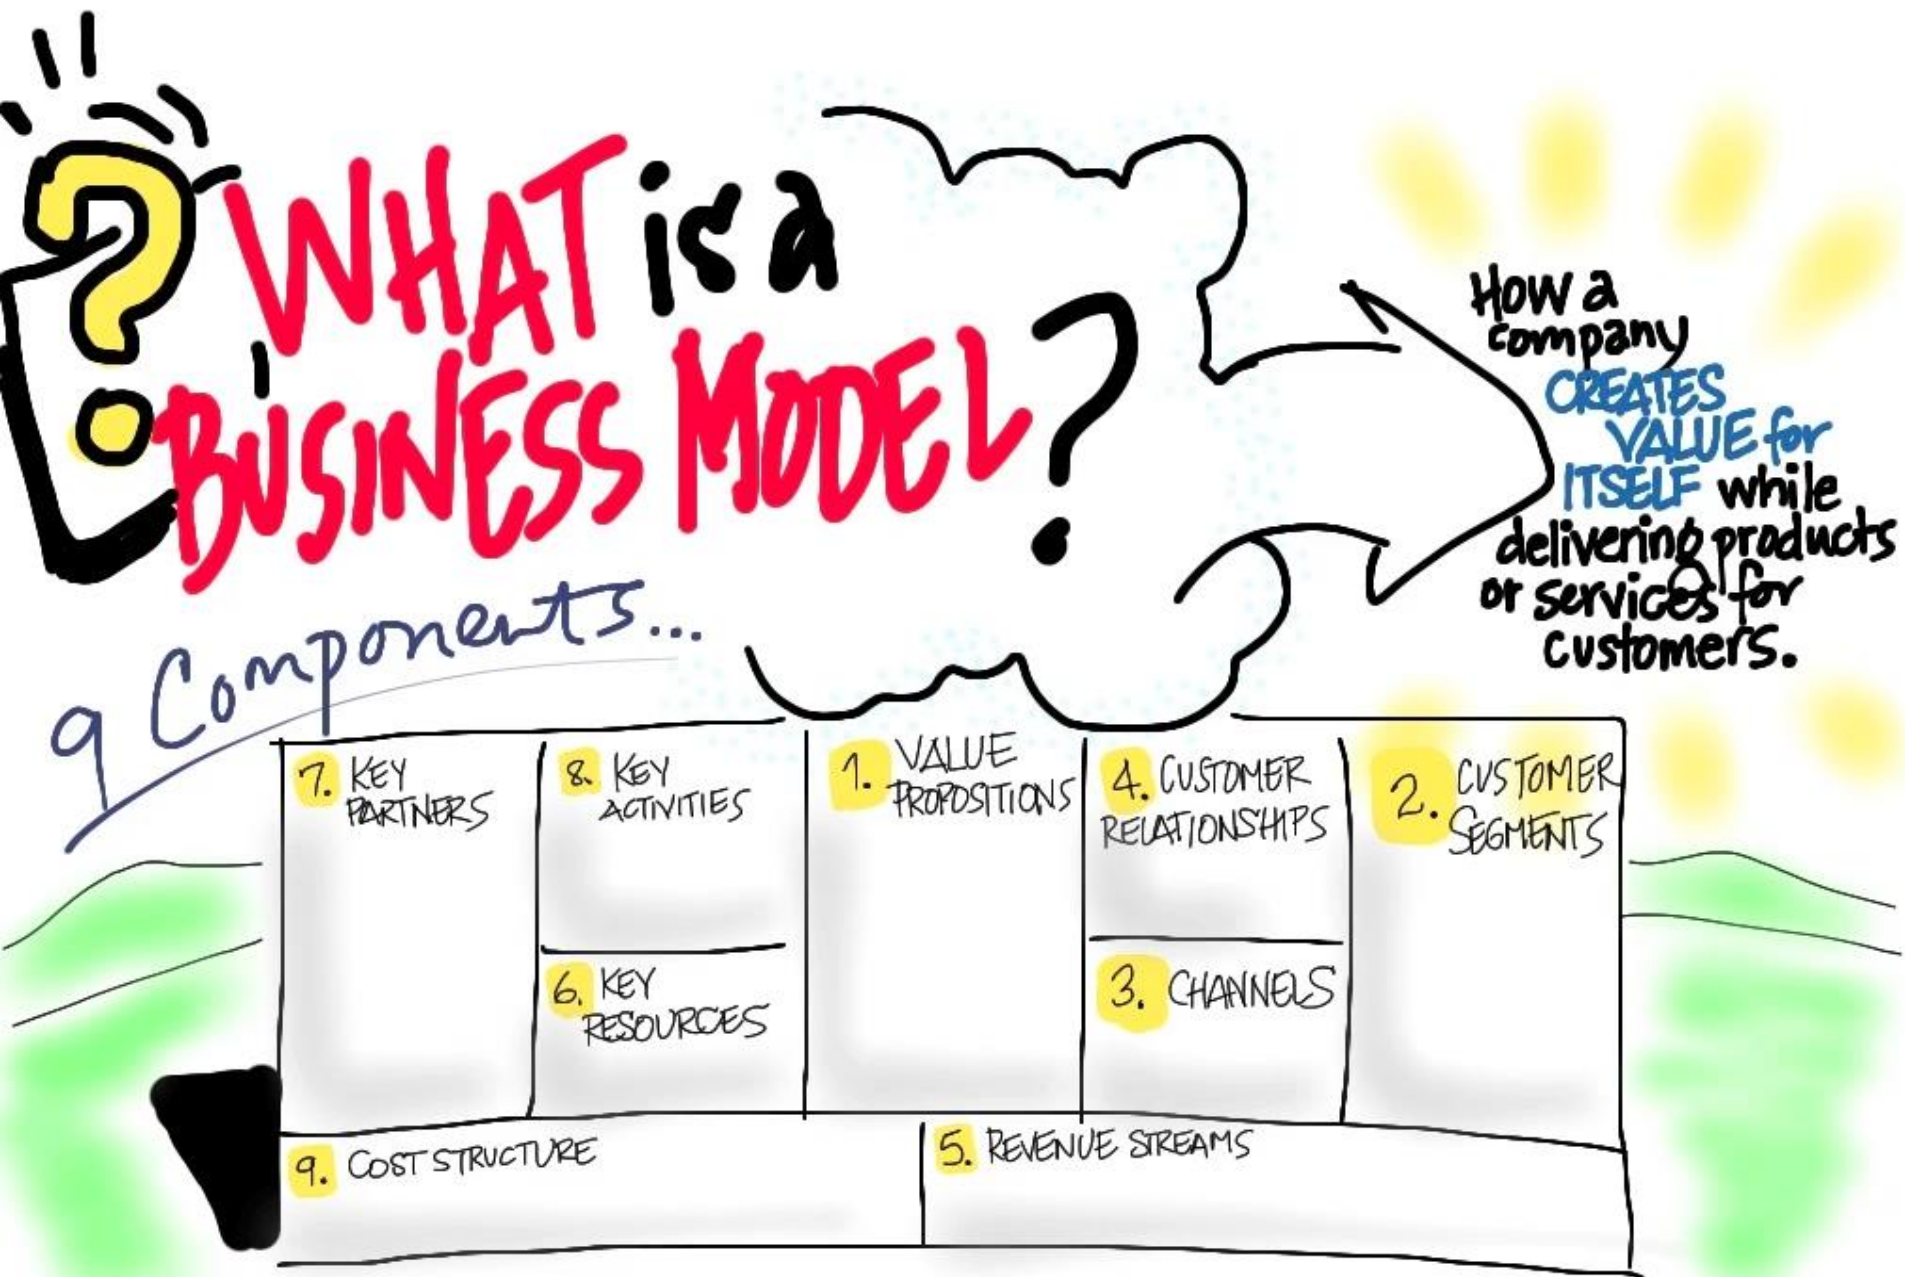 WHAT is a
BUSINESS MODEL?
How a
company
CREATES
VALUE for
ITSELF while
delivering products
or services for
customers.
9 Components...
7. KEY
PARTNERS
8. KEY
ACTIVITIES
6. KEY
RESOURCES
1. VALUE
PROPOSITIONS
4. CUSTOMER
RELATIONSHIPS
3. CHANNELS
2. CUSTOMER
SEGMENTS
9. COST STRUCTURE
5. REVENUE STREAMS